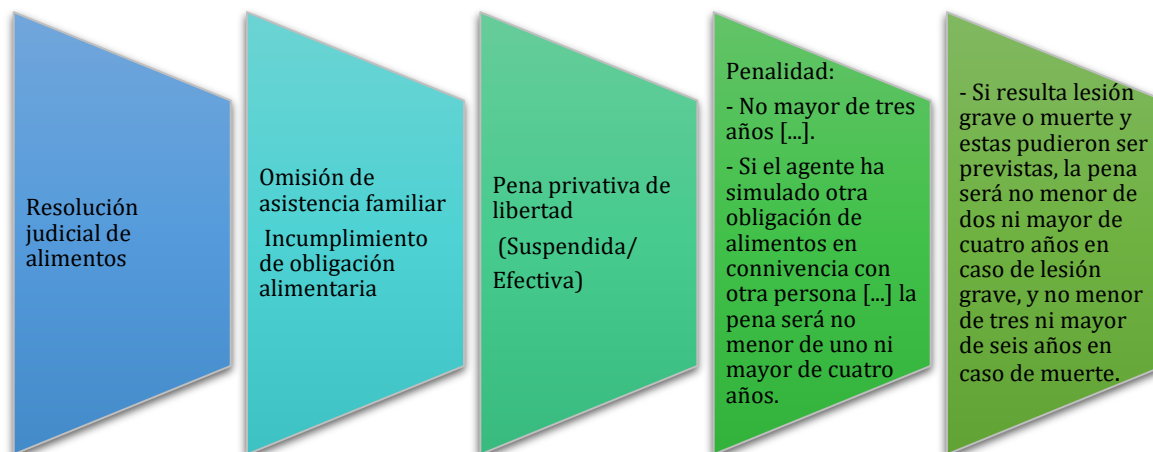 Resolución
judicial de
alimentos
Omisión de
asistencia familiar
Incumplimiento
de obligación
alimentaria
Pena privativa de
libertad
(Suspendida/
Efectiva)
Penalidad:
- No mayor de tres
años [...].
- Si el agente ha
simulado otra
obligación de
alimentos en
connivencia con
otra persona [...] la
pena será no
menor de uno ni
mayor de cuatro
años.
- Si resulta lesión
grave o muerte y
estas pudieron ser
previstas, la pena
será no menor de
dos ni mayor de
cuatro años en
caso de lesión
grave, y no menor
de tres ni mayor
de seis años en
caso de muerte.